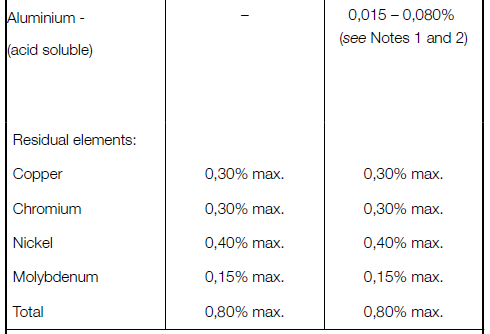 Aluminium - – 0,015 – 0,080%
(acid soluble) (see Notes 1 and 2)
Residual elements:
Copper 0,30% max. 0,30% max.
Chromium 0,30% max. 0,30% max.
Nickel 0,40% max. 0,40% max.
Molybdenum 0,15% max. 0,15% max.
Total 0,80% max. 0,80% max.